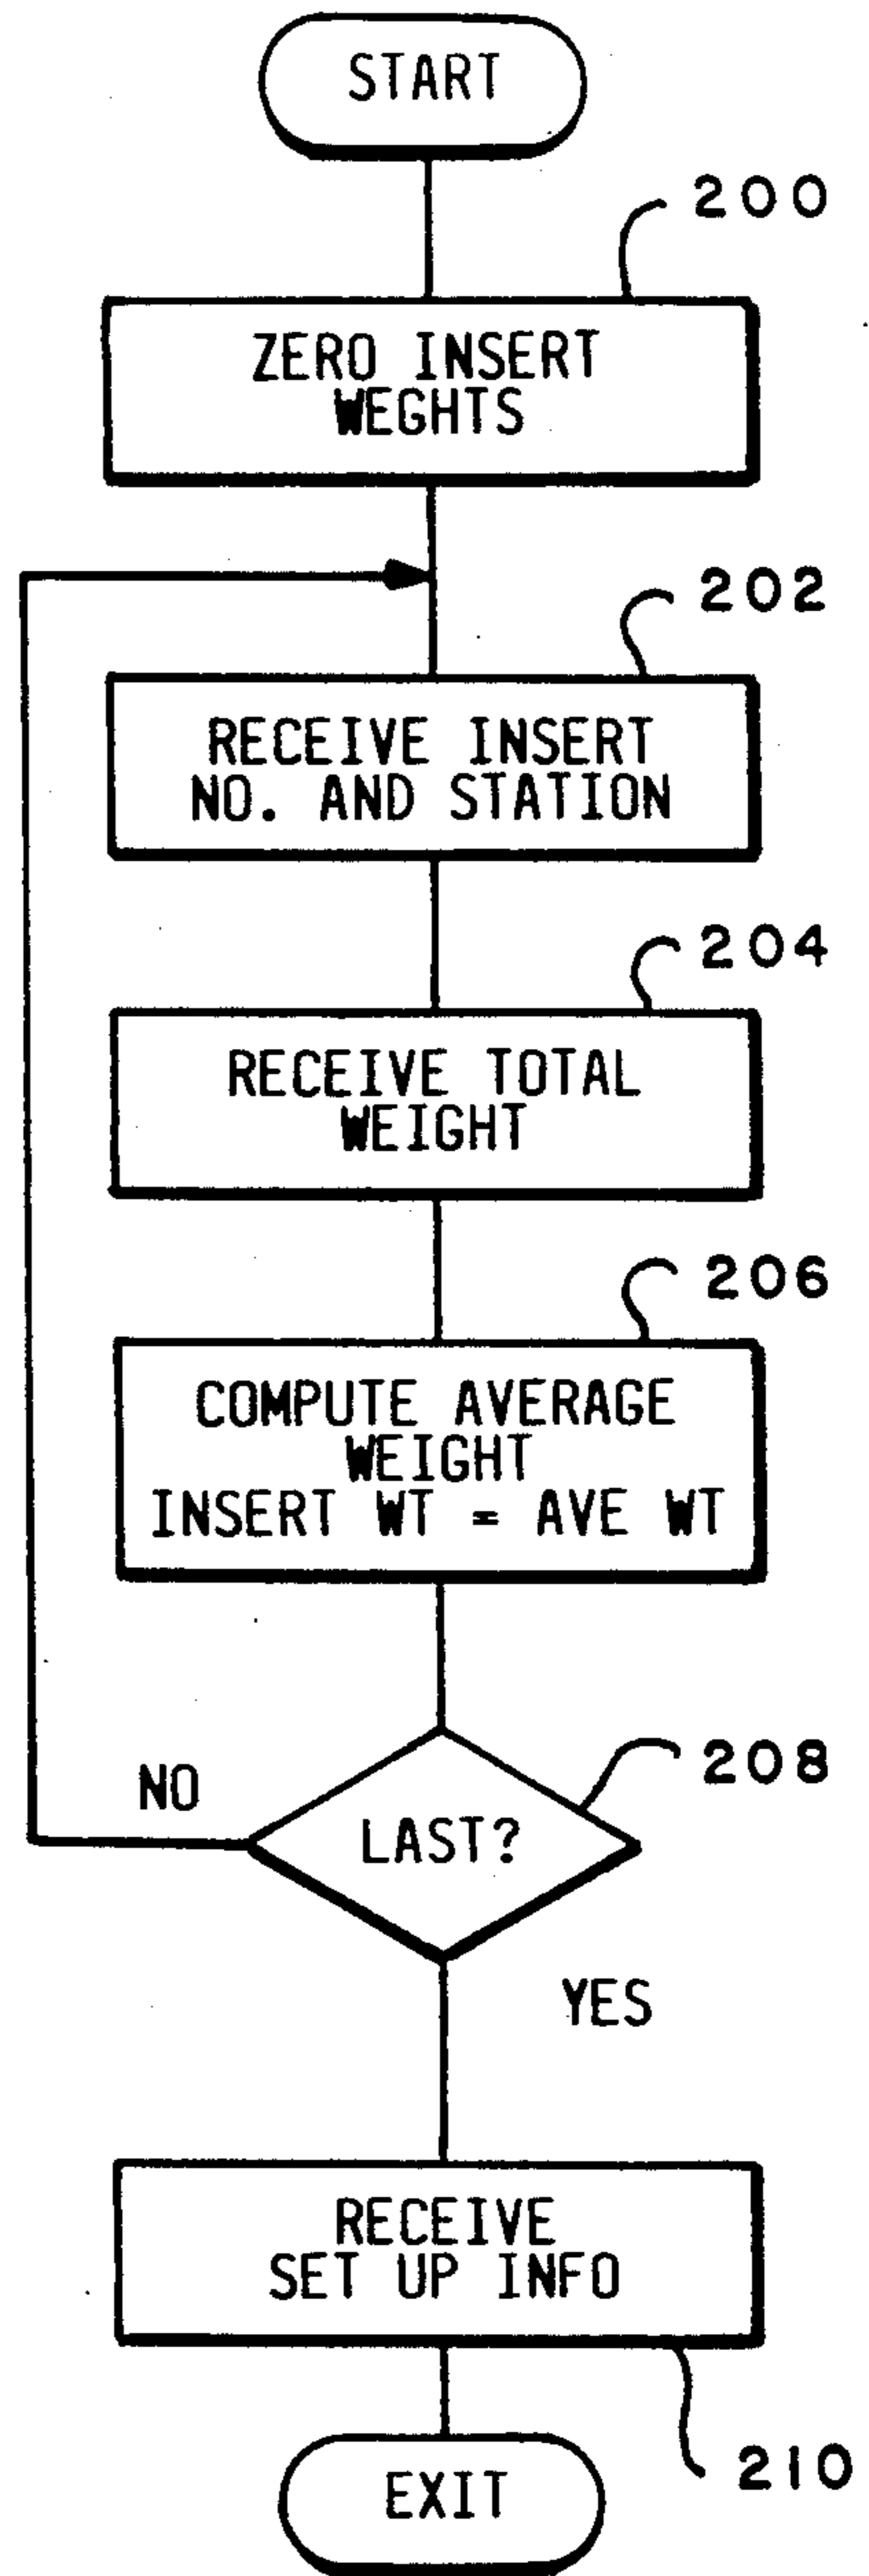 START
200
ZERO INSERT
WEGHTS
202
RECEIVE INSERT
NO. AND STATION
204
RECEIVE TOTAL
WEIGHT
206
COMPUTE AVERAGE
WEIGHT
INSERT WT = AVE WT
208
NO
LAST?
YES
RECEIVE
SET UP INFO
210
EXIT